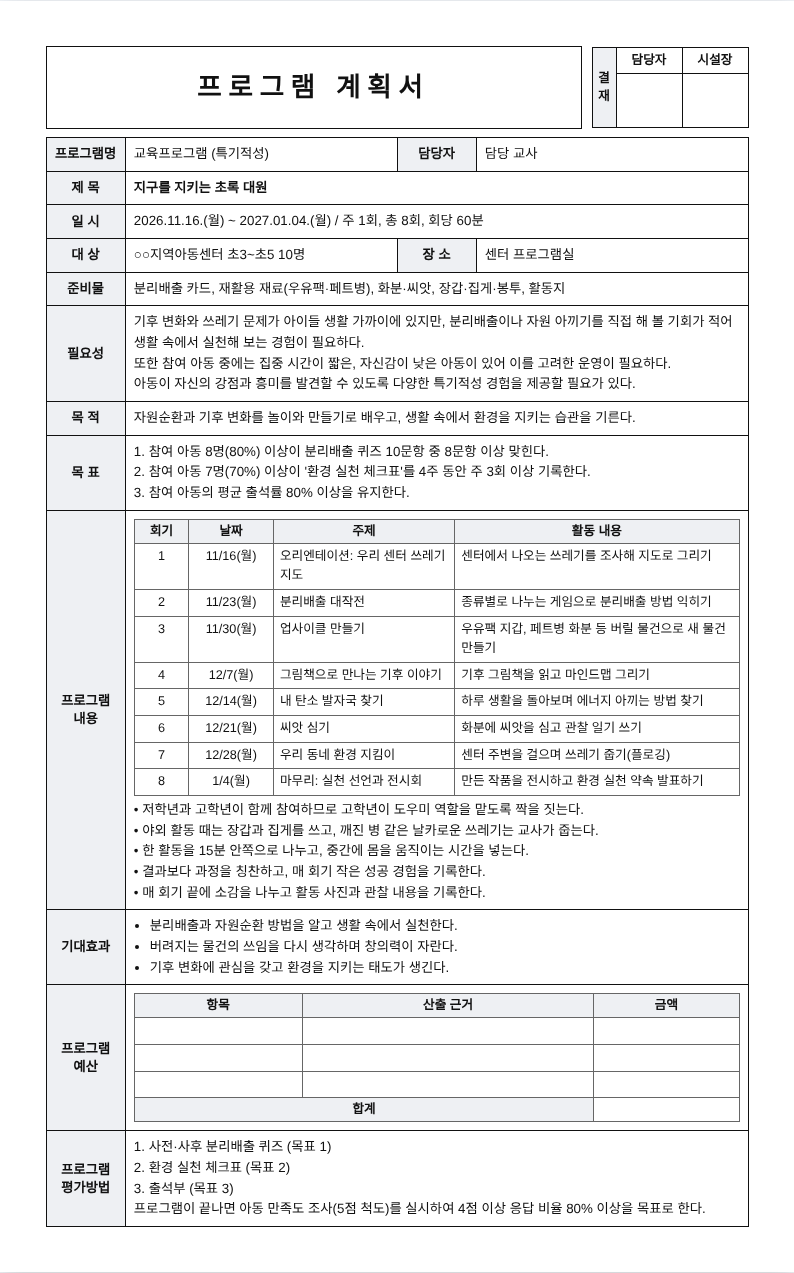 프로그램 계획서
결재
담당자 시설장
프로그램명 교육프로그램 (특기적성) 담당자 담당 교사
제 목 지구를 지키는 초록 대원
일 시 2026.11.16.(월) ~ 2027.01.04.(월) / 주 1회, 총 8회, 회당 60분
대 상 ○○지역아동센터 초3~초5 10명 장 소 센터 프로그램실
준비물 분리배출 카드, 재활용 재료(우유팩·페트병), 화분·씨앗, 장갑·집게·봉투, 활동지
필요성
기후 변화와 쓰레기 문제가 아이들 생활 가까이에 있지만, 분리배출이나 자원 아끼기를 직접 해 볼 기회가 적어
생활 속에서 실천해 보는 경험이 필요하다.
또한 참여 아동 중에는 집중 시간이 짧은, 자신감이 낮은 아동이 있어 이를 고려한 운영이 필요하다.
아동이 자신의 강점과 흥미를 발견할 수 있도록 다양한 특기적성 경험을 제공할 필요가 있다.
목 적 자원순환과 기후 변화를 놀이와 만들기로 배우고, 생활 속에서 환경을 지키는 습관을 기른다.
목 표
1. 참여 아동 8명(80%) 이상이 분리배출 퀴즈 10문항 중 8문항 이상 맞힌다.
2. 참여 아동 7명(70%) 이상이 '환경 실천 체크표'를 4주 동안 주 3회 이상 기록한다.
3. 참여 아동의 평균 출석률 80% 이상을 유지한다.
프로그램
내용
회기 날짜 주제 활동 내용
1 11/16(월) 오리엔테이션: 우리 센터 쓰레기 지도 센터에서 나오는 쓰레기를 조사해 지도로 그리기
2 11/23(월) 분리배출 대작전 종류별로 나누는 게임으로 분리배출 방법 익히기
3 11/30(월) 업사이클 만들기 우유팩 지갑, 페트병 화분 등 버릴 물건으로 새 물건 만들기
4 12/7(월) 그림책으로 만나는 기후 이야기 기후 그림책을 읽고 마인드맵 그리기
5 12/14(월) 내 탄소 발자국 찾기 하루 생활을 돌아보며 에너지 아끼는 방법 찾기
6 12/21(월) 씨앗 심기 화분에 씨앗을 심고 관찰 일기 쓰기
7 12/28(월) 우리 동네 환경 지킴이 센터 주변을 걸으며 쓰레기 줍기(플로깅)
8 1/4(월) 마무리: 실천 선언과 전시회 만든 작품을 전시하고 환경 실천 약속 발표하기
• 저학년과 고학년이 함께 참여하므로 고학년이 도우미 역할을 맡도록 짝을 짓는다.
• 야외 활동 때는 장갑과 집게를 쓰고, 깨진 병 같은 날카로운 쓰레기는 교사가 줍는다.
• 한 활동을 15분 안쪽으로 나누고, 중간에 몸을 움직이는 시간을 넣는다.
• 결과보다 과정을 칭찬하고, 매 회기 작은 성공 경험을 기록한다.
• 매 회기 끝에 소감을 나누고 활동 사진과 관찰 내용을 기록한다.
기대효과
• 분리배출과 자원순환 방법을 알고 생활 속에서 실천한다.
• 버려지는 물건의 쓰임을 다시 생각하며 창의력이 자란다.
• 기후 변화에 관심을 갖고 환경을 지키는 태도가 생긴다.
프로그램
예산
항목 산출 근거 금액
합계
프로그램
평가방법
1. 사전·사후 분리배출 퀴즈 (목표 1)
2. 환경 실천 체크표 (목표 2)
3. 출석부 (목표 3)
프로그램이 끝나면 아동 만족도 조사(5점 척도)를 실시하여 4점 이상 응답 비율 80% 이상을 목표로 한다.